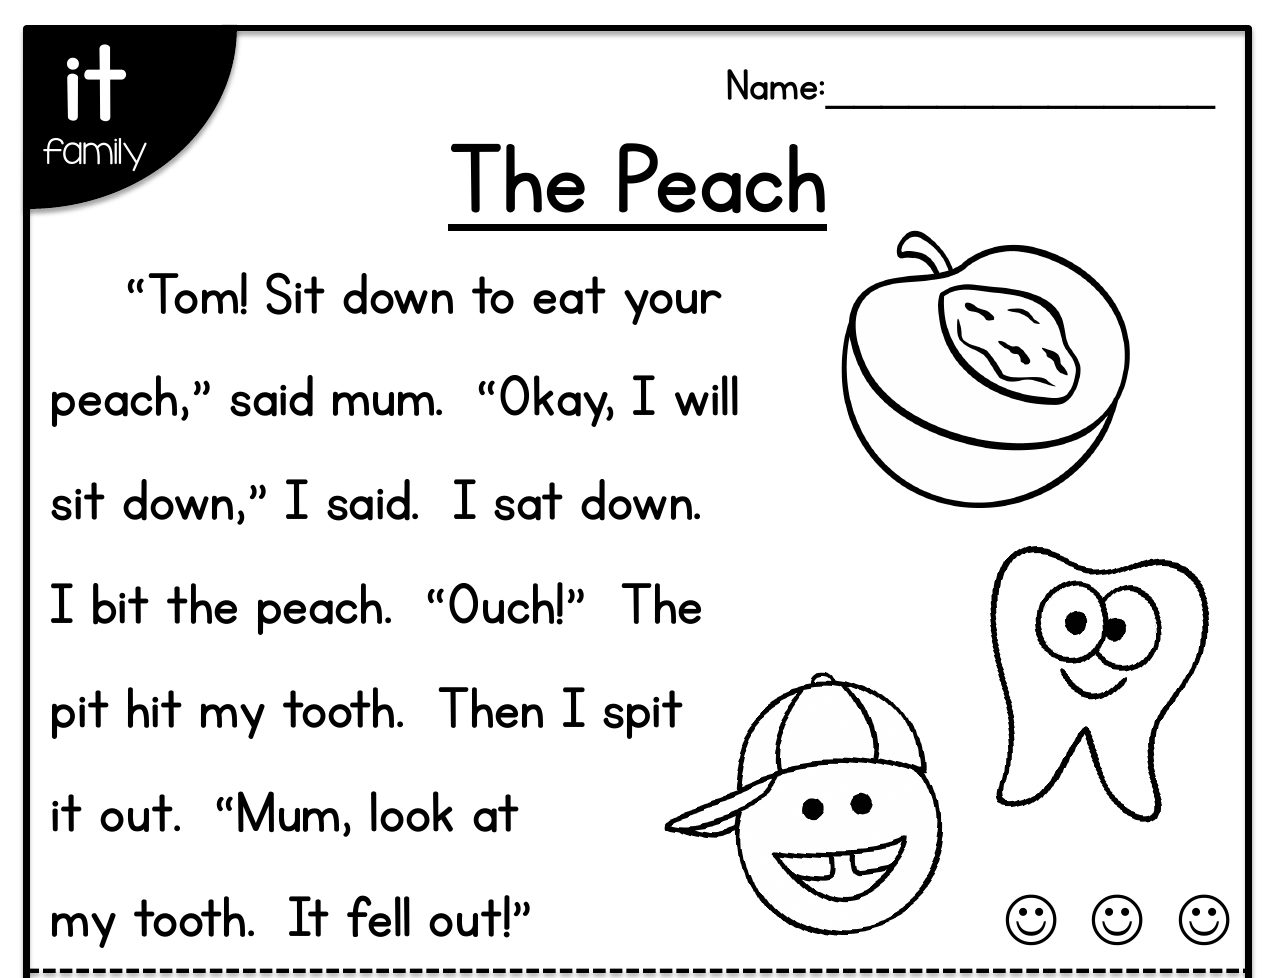 it
family
Name:
The Peach
“Tom! Sit down to eat your
peach,” said mum. “Okay, I will
sit down,” I said. I sat down.
I bit the peach. “Ouch!” The
pit hit my tooth. Then I spit
it out. “Mum, look at
my tooth. It fell out!”